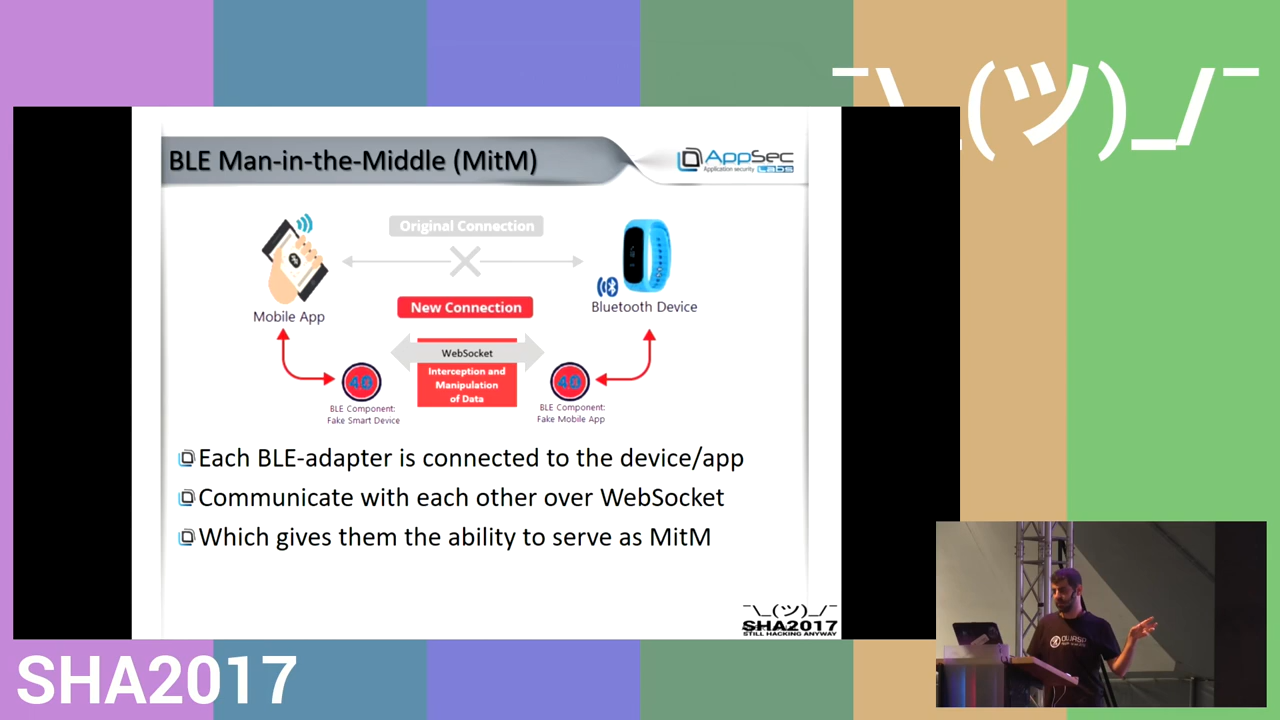 ¯\_(ツ)_/¯
BLE Man-in-the-Middle (MitM)
AppSec
Application security Labs
Original Connection
Mobile App
Bluetooth Device
New Connection
WebSocket
Interception and
Manipulation
of Data
4.0
4.0
BLE Component:
Fake Smart Device
BLE Component:
Fake Mobile App
Each BLE-adapter is connected to the device/app
Communicate with each other over WebSocket
Which gives them the ability to serve as MitM
¯\_(ツ)_/¯
SHA2017
STILL HACKING ANYWAY
OWASP
SHA2017